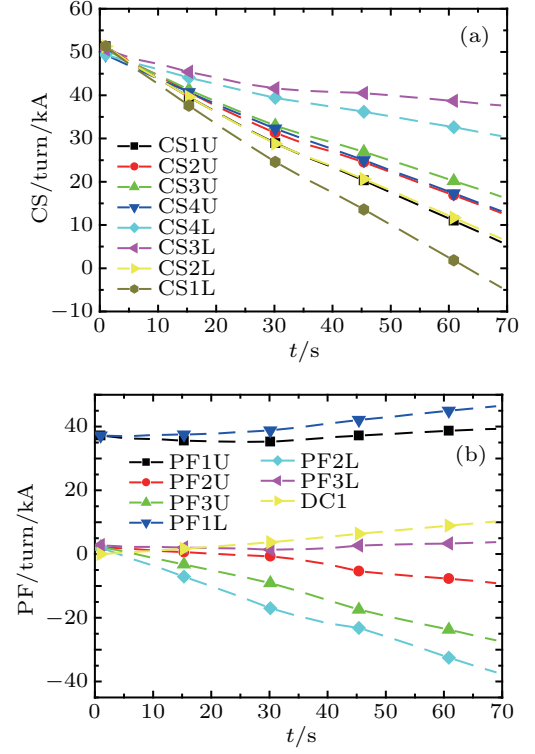 60
(a)
50
40
30
20
10
0
−10
CS/turn/kA
CS1U
CS2U
CS3U
CS4U
CS4L
CS3L
CS2L
CS1L
0 10 20 30 40 50 60 70
t/s
40
20
0
−20
−40
PF/turn/kA
(b)
PF1U PF2L
PF2U PF3L
PF3U DC1
PF1L
0 10 20 30 40 50 60 70
t/s